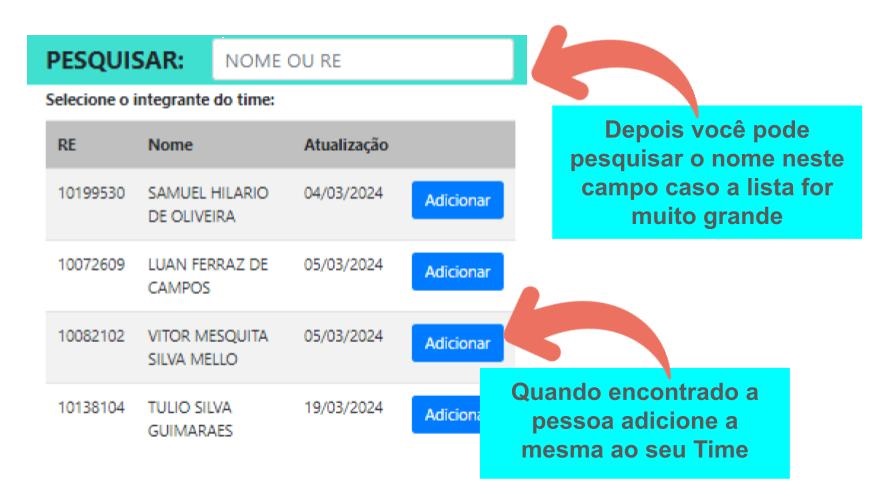 PESQUISAR: NOME OU RE
Selecione o integrante do time:
RE Nome Atualização
10199530 SAMUEL HILARIO 04/03/2024 Adicionar
DE OLIVEIRA
10072609 LUAN FERRAZ DE 05/03/2024 Adicionar
CAMPOS
10082102 VITOR MESQUITA 05/03/2024 Adicionar
SILVA MELLO
10138104 TULIO SILVA 19/03/2024 Adiciona
GUIMARAES
Depois você pode
pesquisar o nome neste
campo caso a lista for
muito grande
Quando encontrado a
pessoa adicione a
mesma ao seu Time